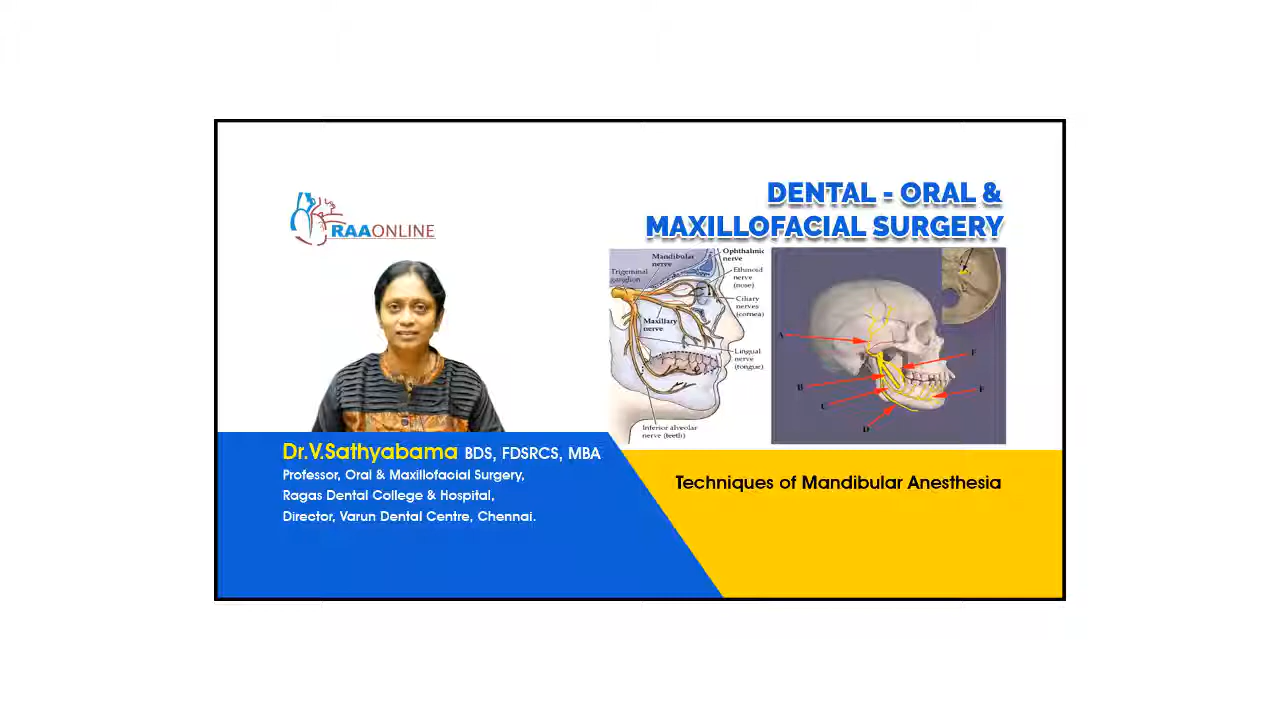 RAAONLINE
DENTAL - ORAL &
MAXILLOFACIAL SURGERY
Mandibular
nerve
Trigeminal
ganglion
Maxillary
nerve
Ophthalmic
nerve
Ethmoid
nerve
(nose)
Ciliary
nerves
(cornea)
Lingual
nerve
(tongue)
Inferior alveolar
nerve (teeth)
A
B
C
D
E
F
Dr.V.Sathyabama BDS, FDSRCS, MBA
Professor, Oral & Maxillofacial Surgery,
Ragas Dental College & Hospital,
Director, Varun Dental Centre, Chennai.
Techniques of Mandibular Anesthesia